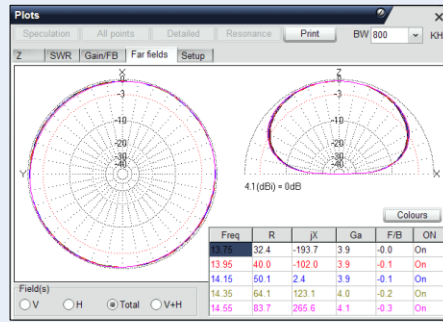 Plots
Speculation All points Detailed Resonance Print BW 800 KH
Z SWR Gain/FB Far fields Setup
X
-3
-10
-20
-30
-40
Y
Z
-3
-10
-20
-30
-40
X
4.1(dBi) = 0dB
Colours
Freq R jX Ga F/B ON
13.75 32.4 -193.7 3.9 -0.0 On
13.95 40.0 -102.0 3.9 -0.1 On
14.15 50.1 2.4 3.9 -0.1 On
14.35 64.1 123.1 4.0 -0.2 On
14.55 83.7 265.6 4.1 -0.3 On
Field(s)
V H Total V+H